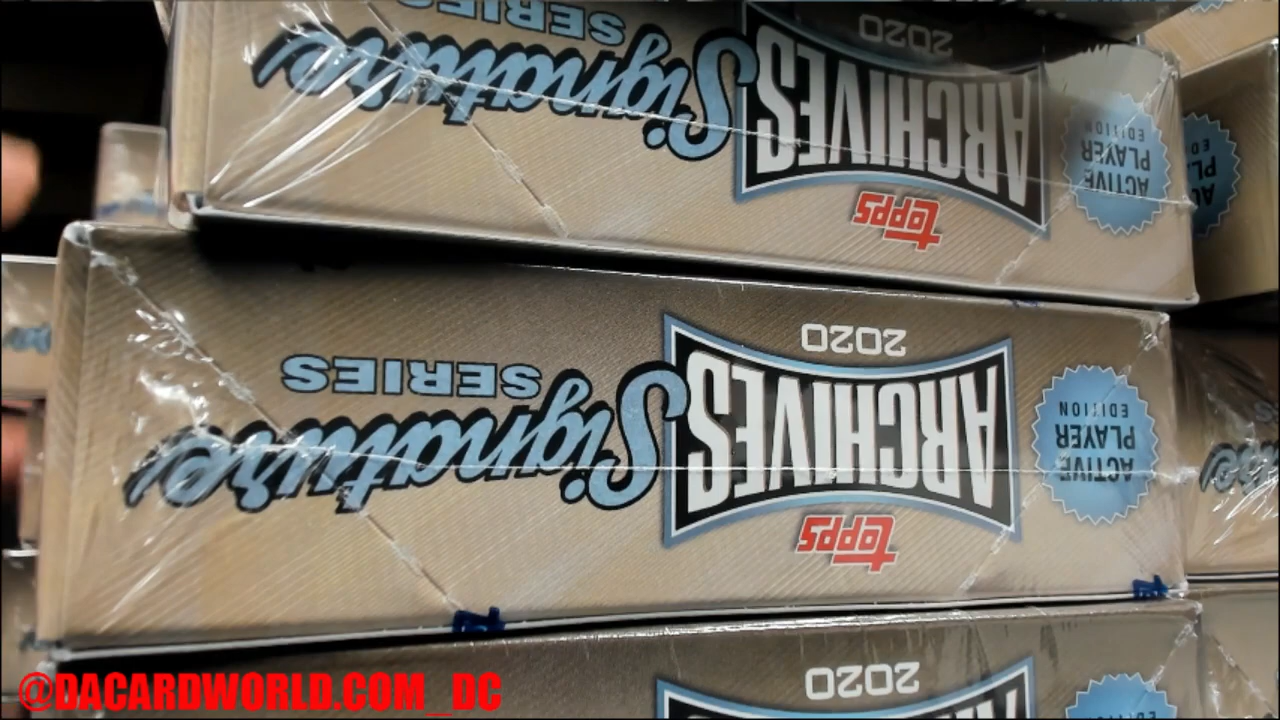 2020
ARCHIVES
Signature
SERIES
topps
ACTIVE
PLAYER
EDITION
2020
ARCHIVES
Signature
SERIES
topps
ACTIVE
PLAYER
EDITION
2020
@DACARDWORLD.COM_DC